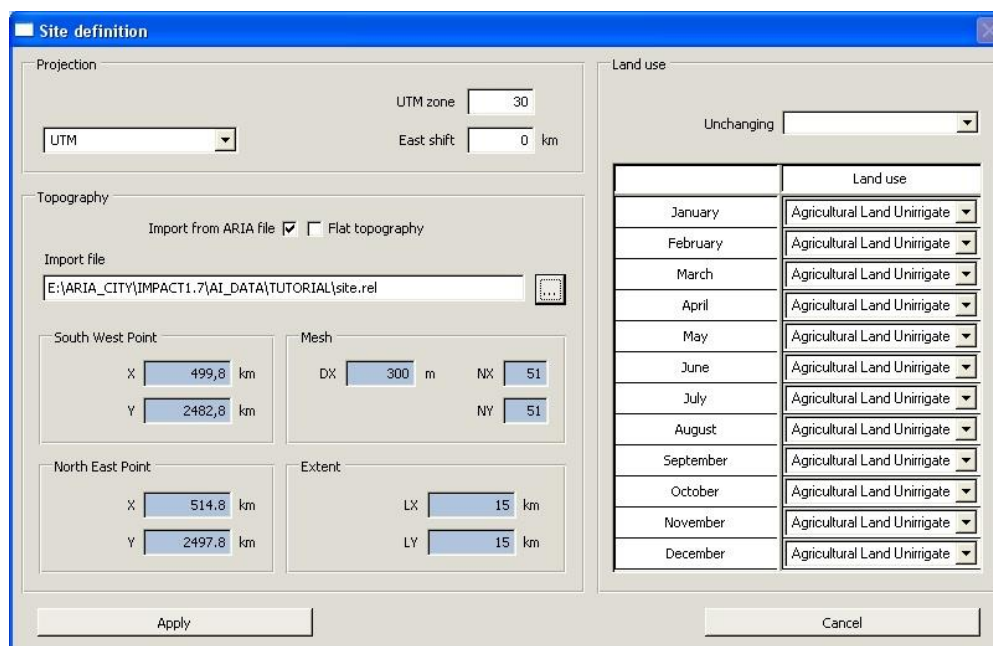 Site definition
Projection
UTM zone 30
UTM
East shift 0 km
Topography
Import from ARIA file Flat topography
Import file
E:\ARIA_CITY\IMPACT1.7\AI_DATA\TUTORIAL\site.rel ...
South West Point
X 499,8 km
Y 2482,8 km
Mesh
DX 300 m NX 51
NY 51
North East Point
X 514.8 km
Y 2497.8 km
Extent
LX 15 km
LY 15 km
Land use
Unchanging
Land use
January Agricultural Land Unirrigate
February Agricultural Land Unirrigate
March Agricultural Land Unirrigate
April Agricultural Land Unirrigate
May Agricultural Land Unirrigate
June Agricultural Land Unirrigate
July Agricultural Land Unirrigate
August Agricultural Land Unirrigate
September Agricultural Land Unirrigate
October Agricultural Land Unirrigate
November Agricultural Land Unirrigate
December Agricultural Land Unirrigate
Apply
Cancel